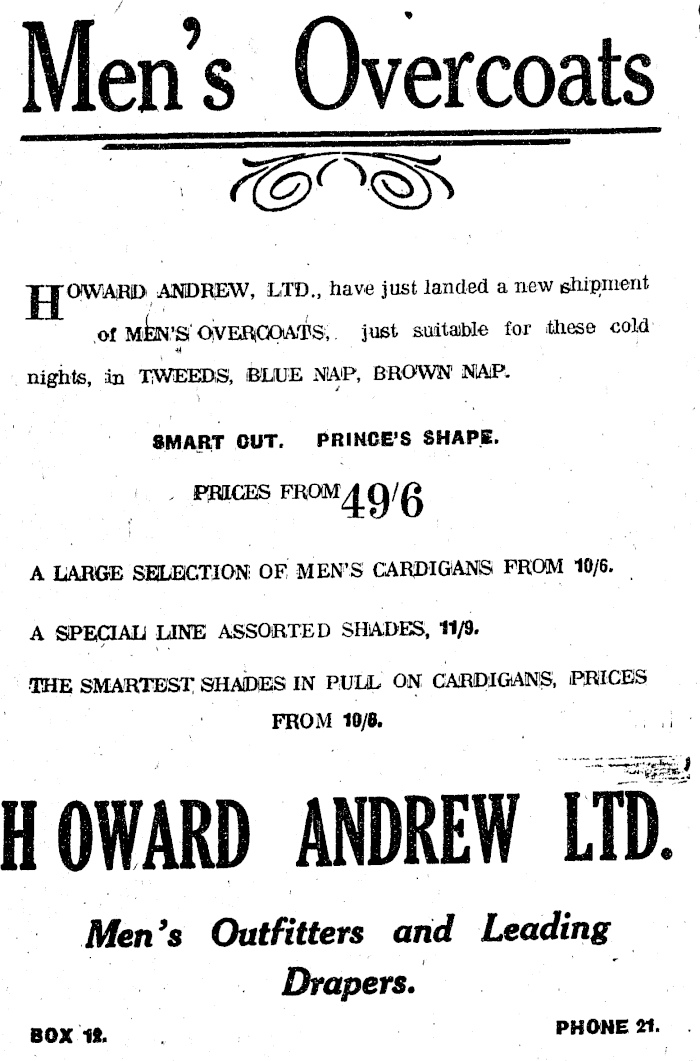 Men's Overcoats
HOWARD ANDREW, LTD., have just landed a new shipment
of MEN'S OVERCOATS, just suitable for these cold
nights, in TWEEDS, BLUE NAP, BROWN NAP.
SMART CUT. PRINCE'S SHAPE.
PRICES FROM 49/6
A LARGE SELECTION OF MEN'S CARDIGANS FROM 10/6.
A SPECIAL LINE ASSORTED SHADES, 11/9.
THE SMARTEST SHADES IN PULL ON CARDIGANS, PRICES
FROM 10/6.
HOWARD ANDREW LTD.
Men's Outfitters and Leading
Drapers.
BOX 12. PHONE 21.